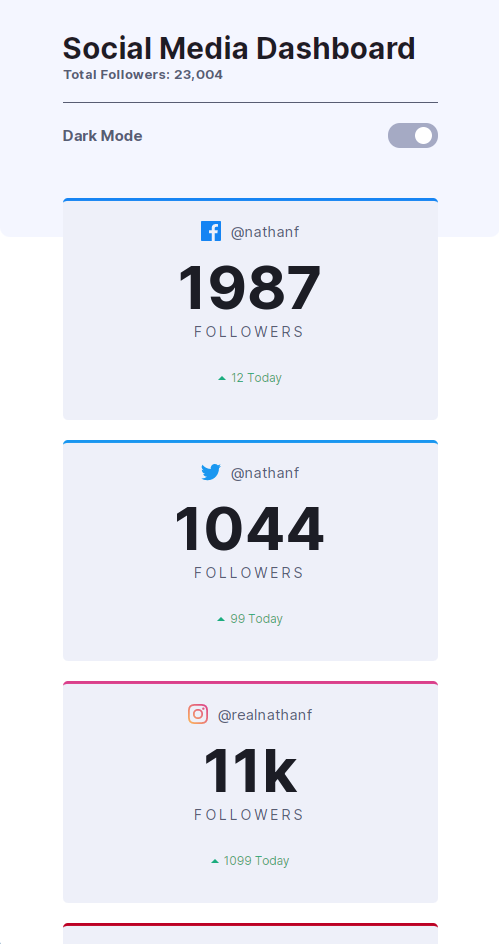 Social Media Dashboard
Total Followers: 23,004
Dark Mode
@nathanf
1987
FOLLOWERS
12 Today
@nathanf
1044
FOLLOWERS
99 Today
@realnathanf
11k
FOLLOWERS
1099 Today